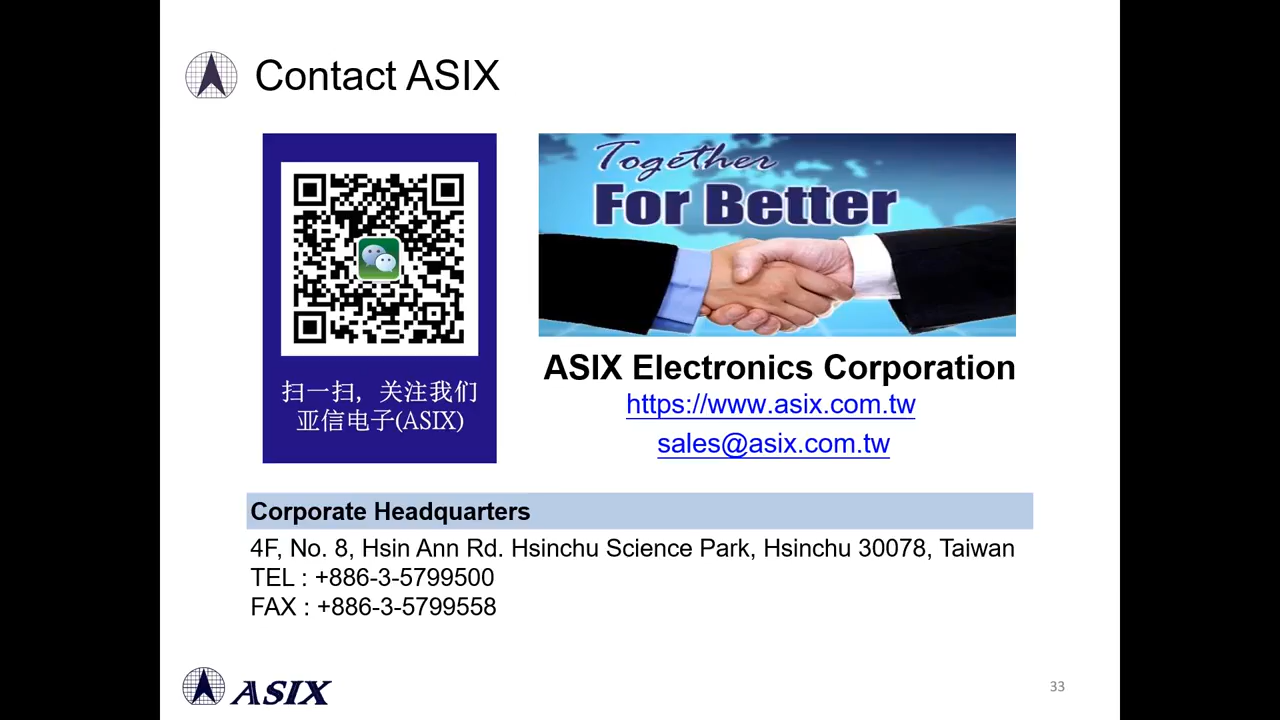 Contact ASIX
扫一扫, 关注我们
亚信电子(ASIX)
Together
For Better
ASIX Electronics Corporation
https://www.asix.com.tw
sales@asix.com.tw
Corporate Headquarters
4F, No. 8, Hsin Ann Rd. Hsinchu Science Park, Hsinchu 30078, Taiwan
TEL : +886-3-5799500
FAX : +886-3-5799558
ASIX
33